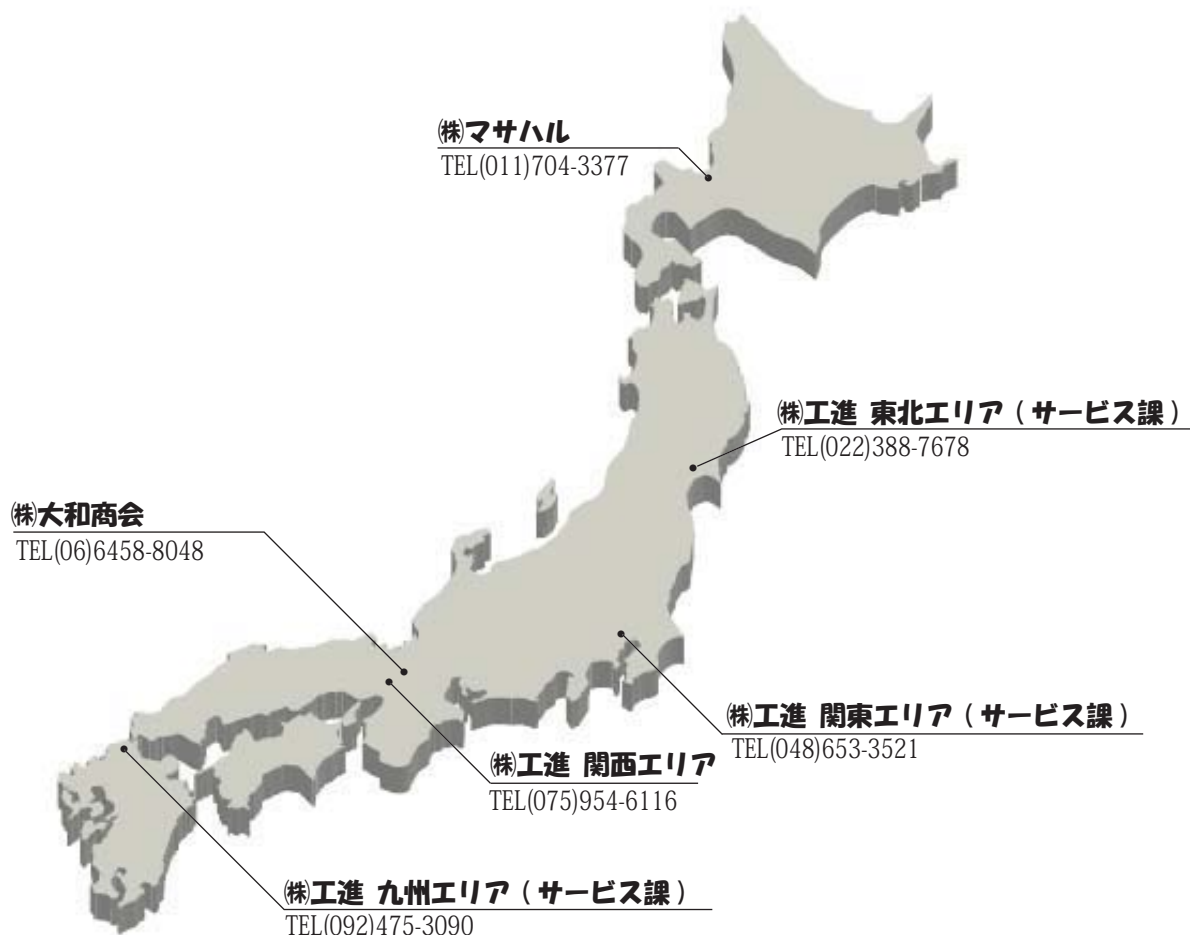 ㈱マサハル
TEL(011)704-3377
㈱工進 東北エリア（サービス課）
TEL(022)388-7678
㈱大和商会
TEL(06)6458-8048
㈱工進 関東エリア（サービス課）
TEL(048)653-3521
㈱工進 関西エリア
TEL(075)954-6116
㈱工進 九州エリア（サービス課）
TEL(092)475-3090